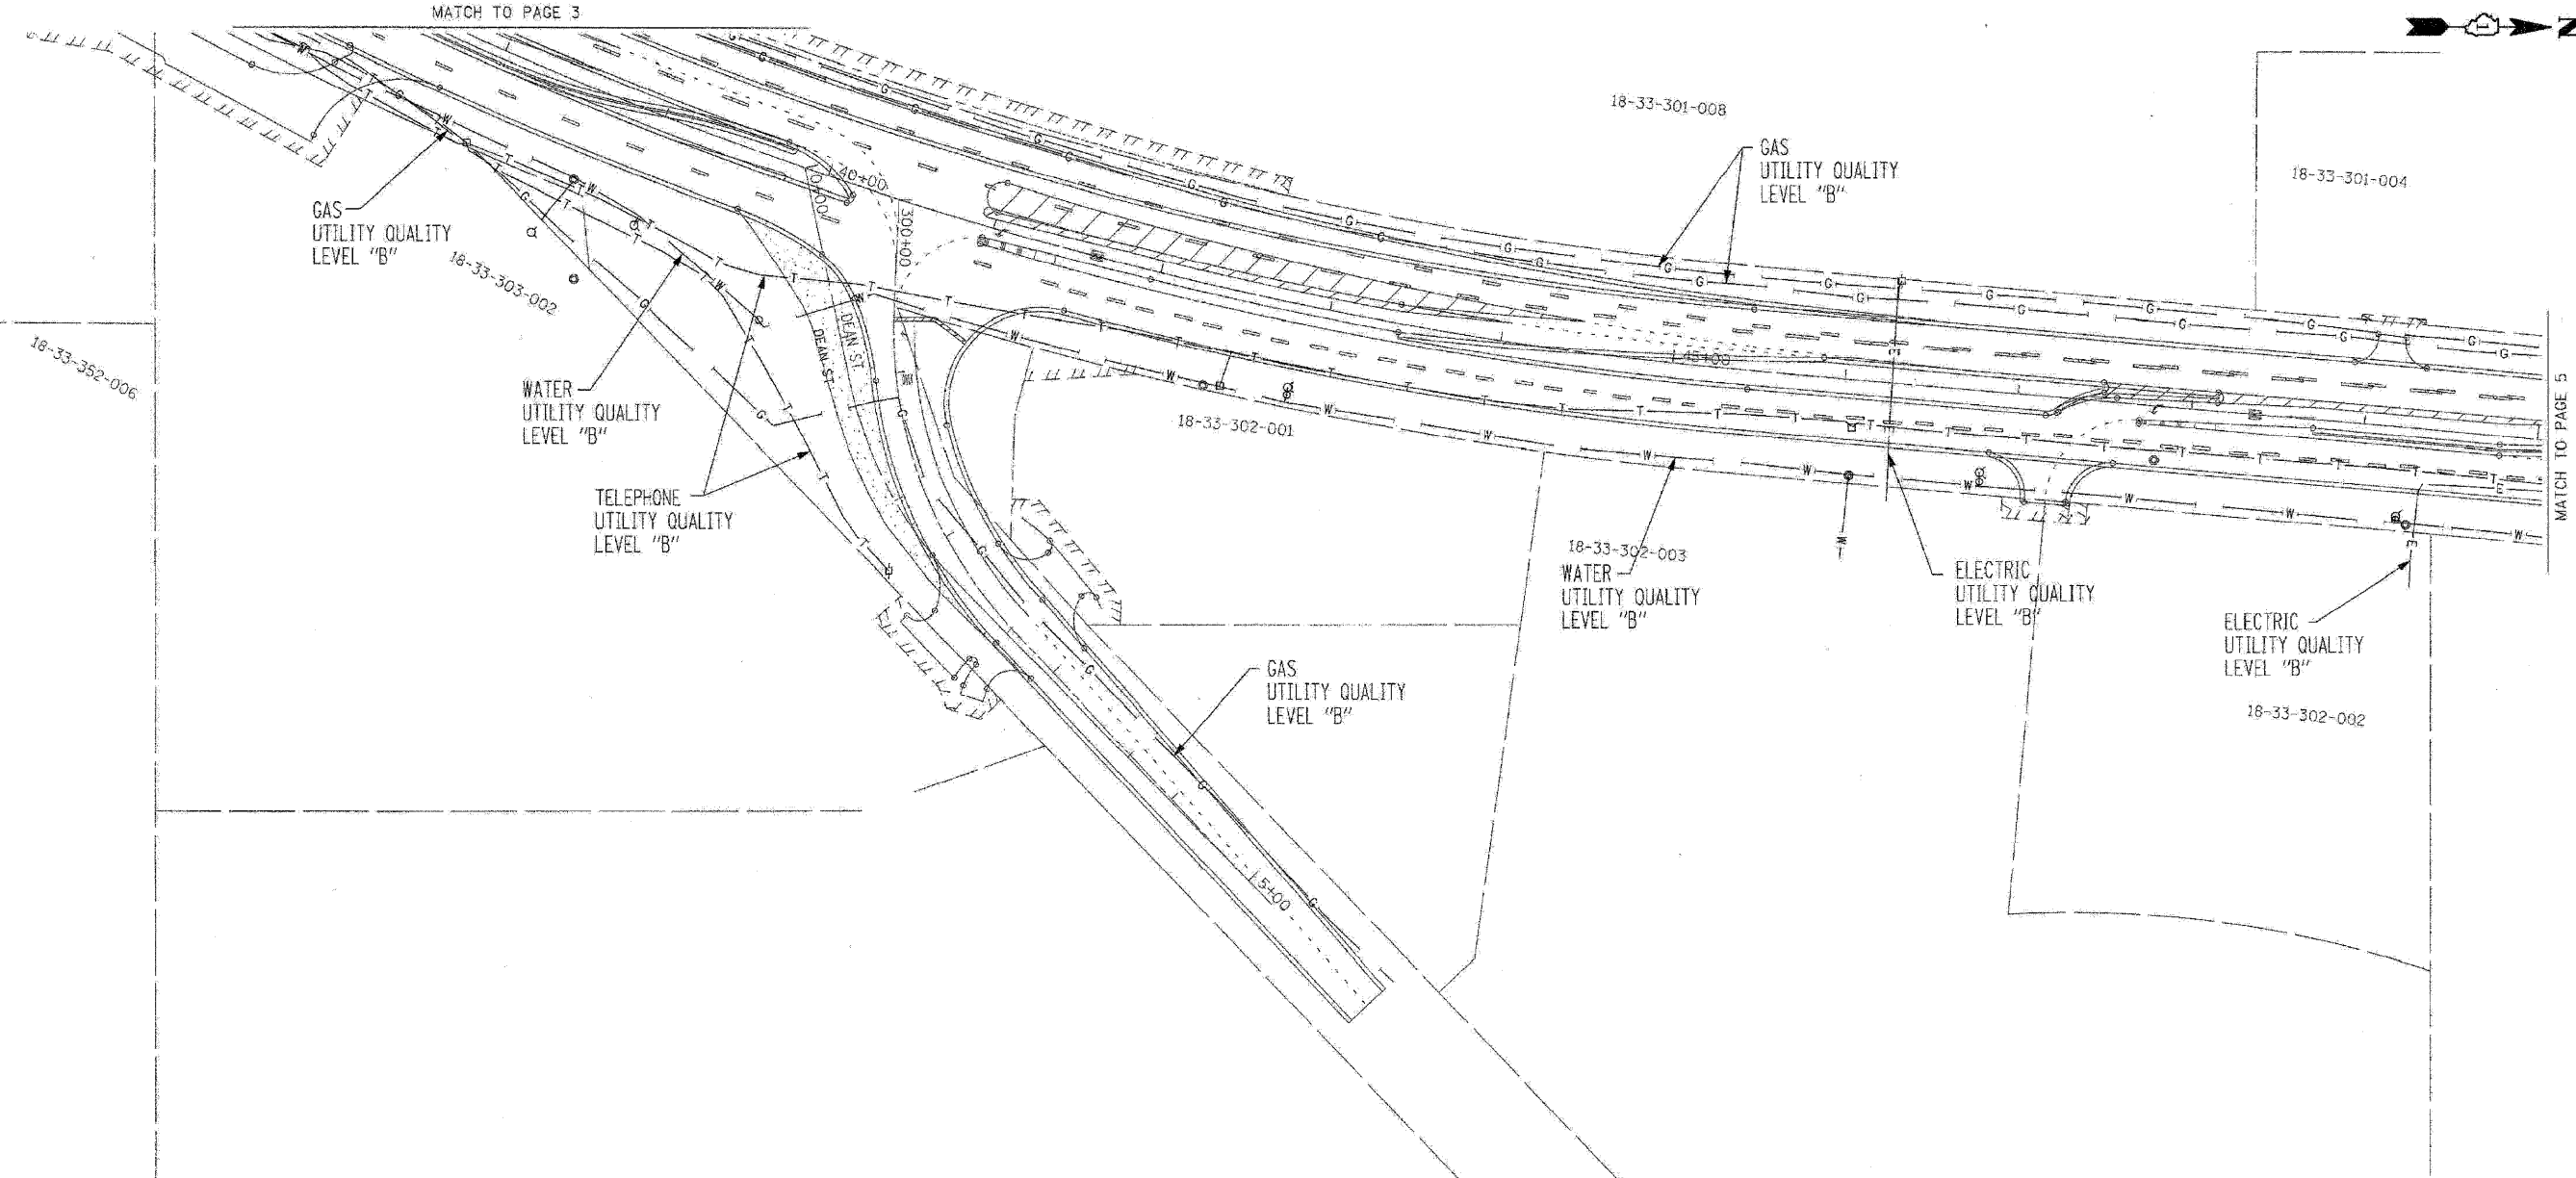 MATCH TO PAGE 3
N
18-33-301-008
GAS
UTILITY QUALITY
LEVEL "B"
18-33-301-004
40+00
0+00
300+00
GAS
UTILITY QUALITY
LEVEL "B"
18-33-303-002
18-33-352-006
DEAN ST.
DEAN ST.
WATER
UTILITY QUALITY
LEVEL "B"
45+00
18-33-302-001
MATCH TO PAGE 5
TELEPHONE
UTILITY QUALITY
LEVEL "B"
18-33-302-003
WATER
UTILITY QUALITY
LEVEL "B"
ELECTRIC
UTILITY QUALITY
LEVEL "B"
ELECTRIC
UTILITY QUALITY
LEVEL "B"
18-33-302-002
GAS
UTILITY QUALITY
LEVEL "B"
5+00